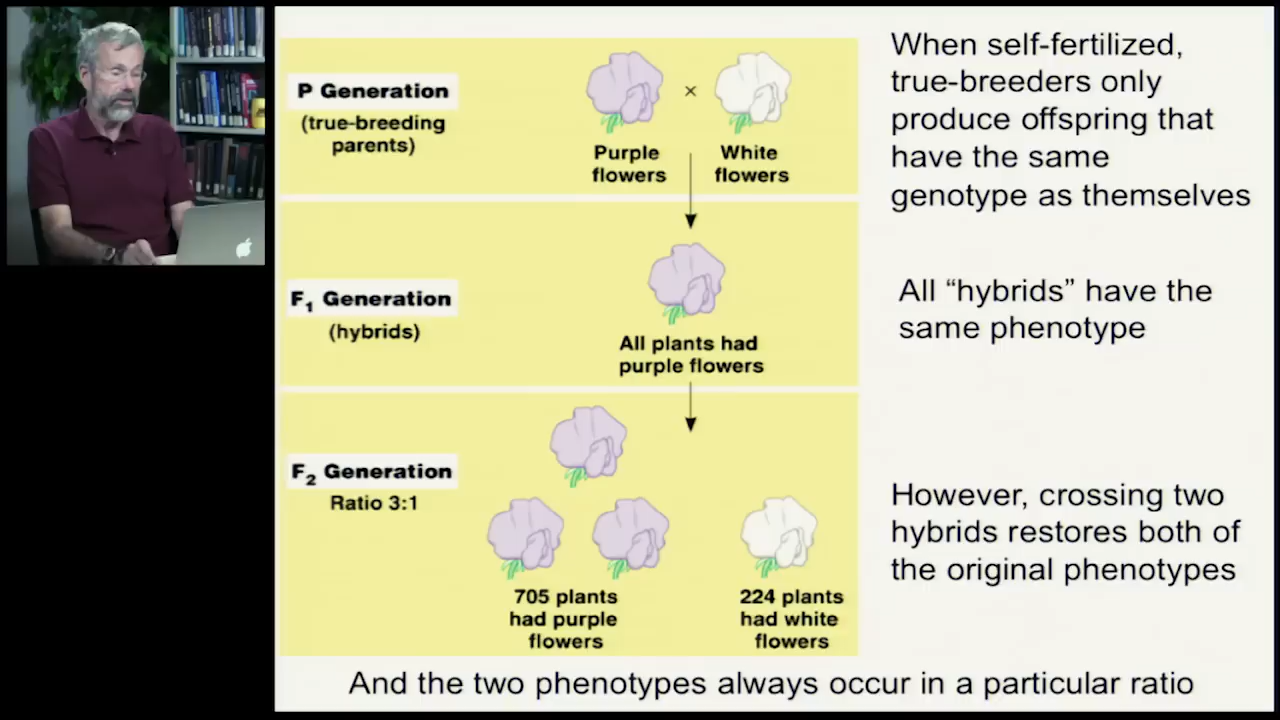 P Generation
(true-breeding
parents)
×
Purple
flowers
White
flowers
When self-fertilized,
true-breeders only
produce offspring that
have the same
genotype as themselves
F1 Generation
(hybrids)
All plants had
purple flowers
All “hybrids” have the
same phenotype
F2 Generation
Ratio 3:1
705 plants
had purple
flowers
224 plants
had white
flowers
However, crossing two
hybrids restores both of
the original phenotypes
And the two phenotypes always occur in a particular ratio